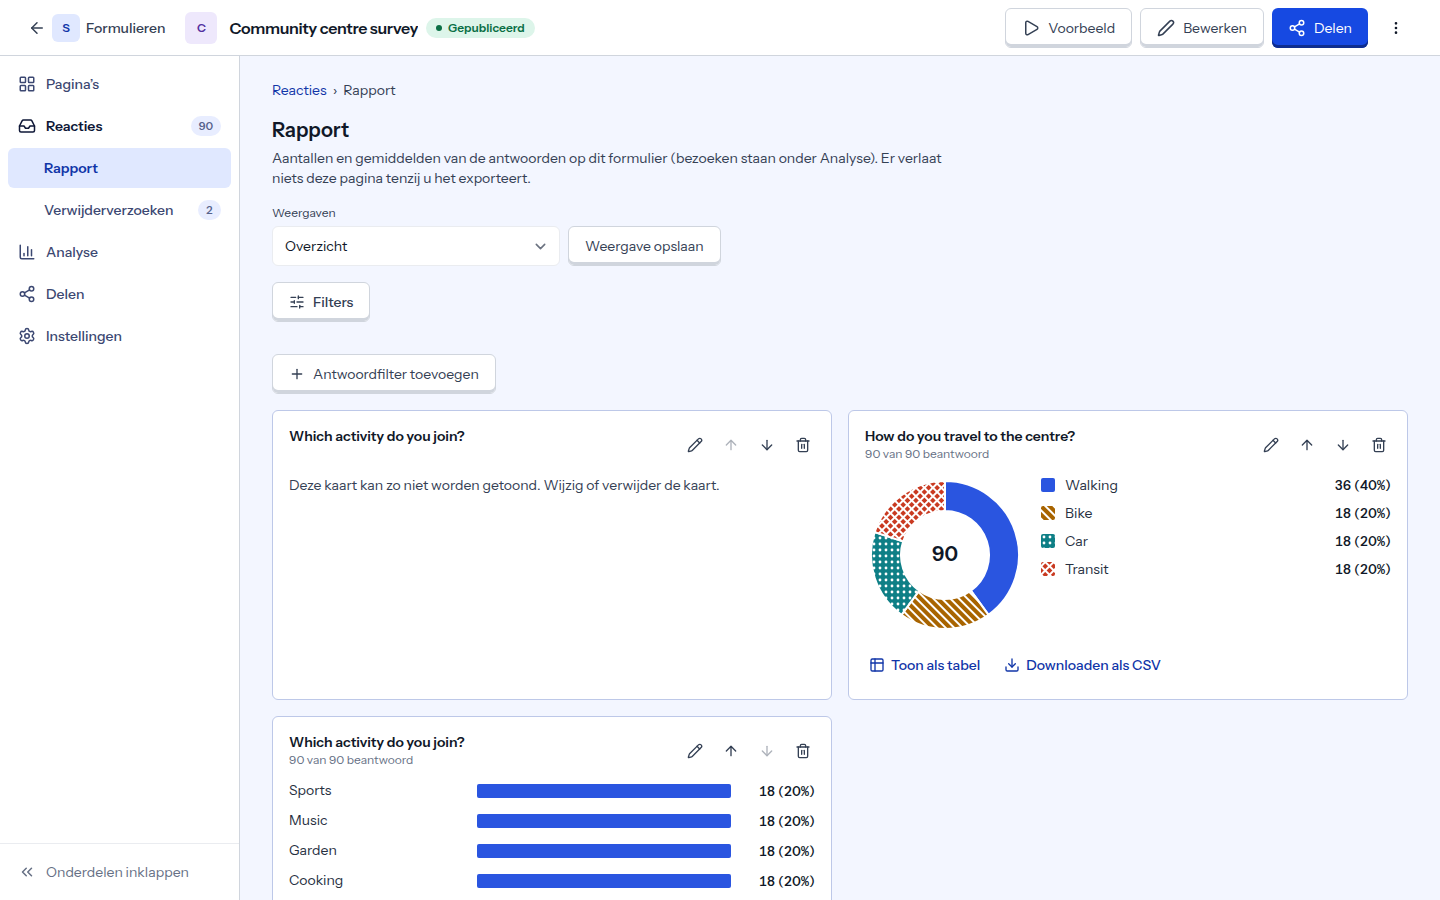 S Formulieren C Community centre survey Gepubliceerd Voorbeeld Bewerken Delen
Pagina's
Reacties 90
Rapport
Verwijderverzoeken 2
Analyse
Delen
Instellingen
Onderdelen inklappen
Reacties › Rapport
Rapport
Aantallen en gemiddelden van de antwoorden op dit formulier (bezoeken staan onder Analyse). Er verlaat
niets deze pagina tenzij u het exporteert.
Weergaven
Overzicht Weergave opslaan
Filters
Antwoordfilter toevoegen
Which activity do you join?
Deze kaart kan zo niet worden getoond. Wijzig of verwijder de kaart.
How do you travel to the centre?
90 van 90 beantwoord
90
Walking 36 (40%)
Bike 18 (20%)
Car 18 (20%)
Transit 18 (20%)
Toon als tabel Downloaden als CSV
Which activity do you join?
90 van 90 beantwoord
Sports 18 (20%)
Music 18 (20%)
Garden 18 (20%)
Cooking 18 (20%)